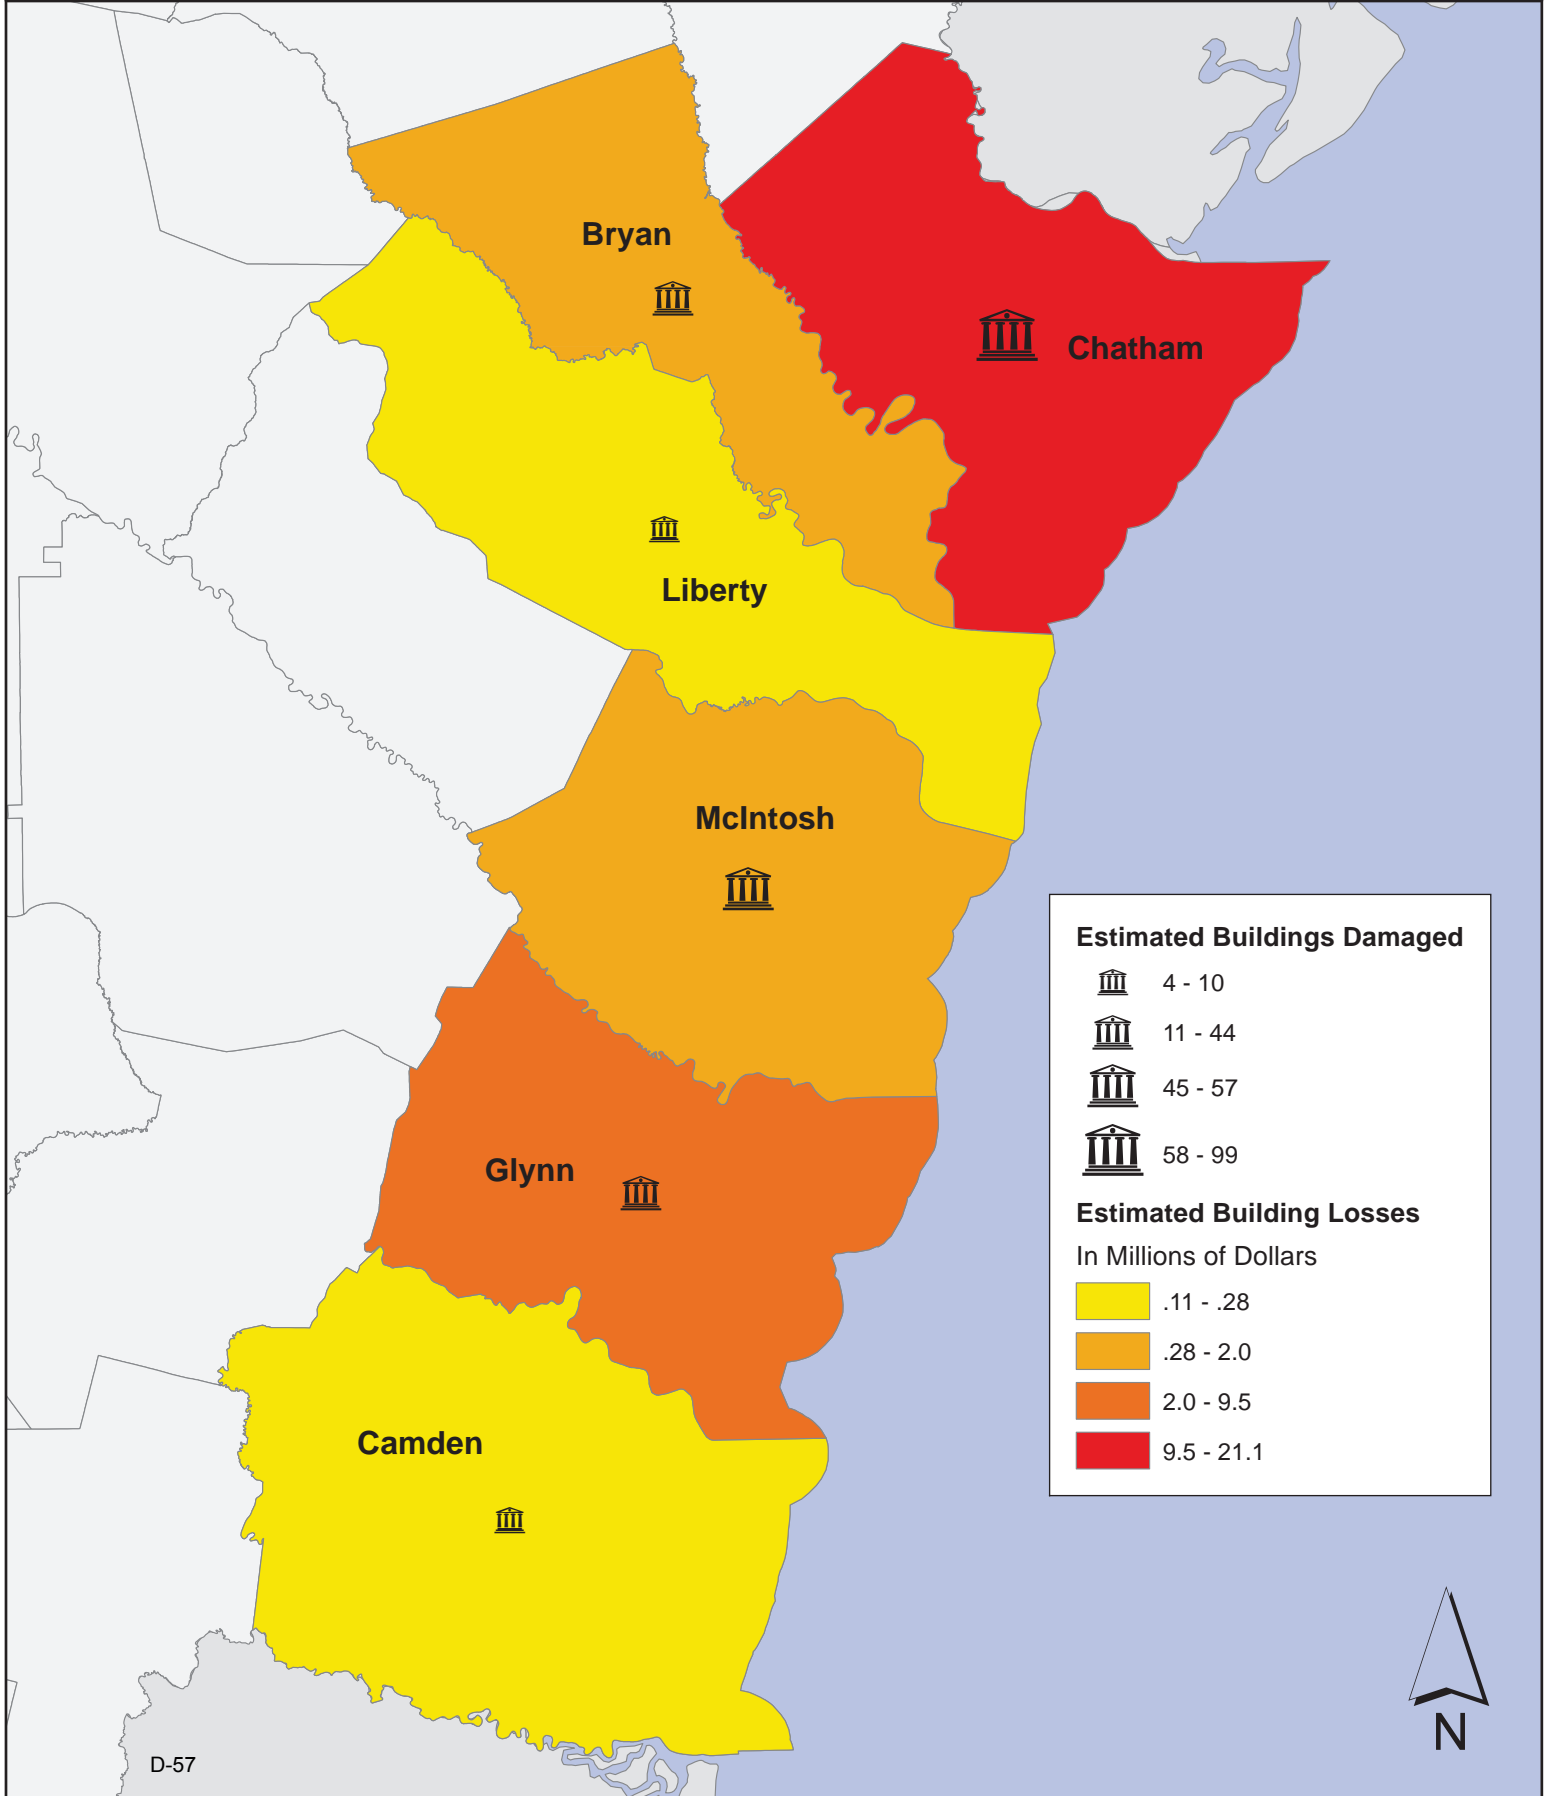 Bryan
Chatham
Liberty
McIntosh
Glynn
Camden
Estimated Buildings Damaged
4 - 10
11 - 44
45 - 57
58 - 99
Estimated Building Losses
In Millions of Dollars
.11 - .28
.28 - 2.0
2.0 - 9.5
9.5 - 21.1
N
D-57